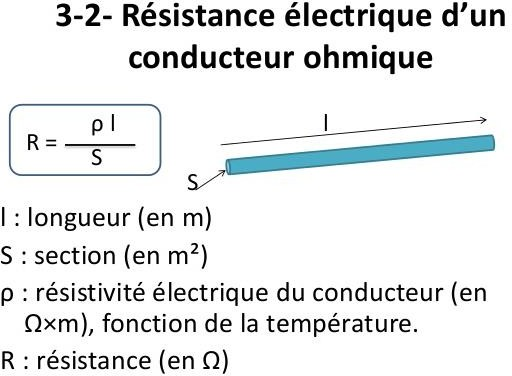 3-2- Résistance électrique d’un
conducteur ohmique
R = ρ l / S
l
S
l : longueur (en m)
S : section (en m²)
ρ : résistivité électrique du conducteur (en
Ω×m), fonction de la température.
R : résistance (en Ω)